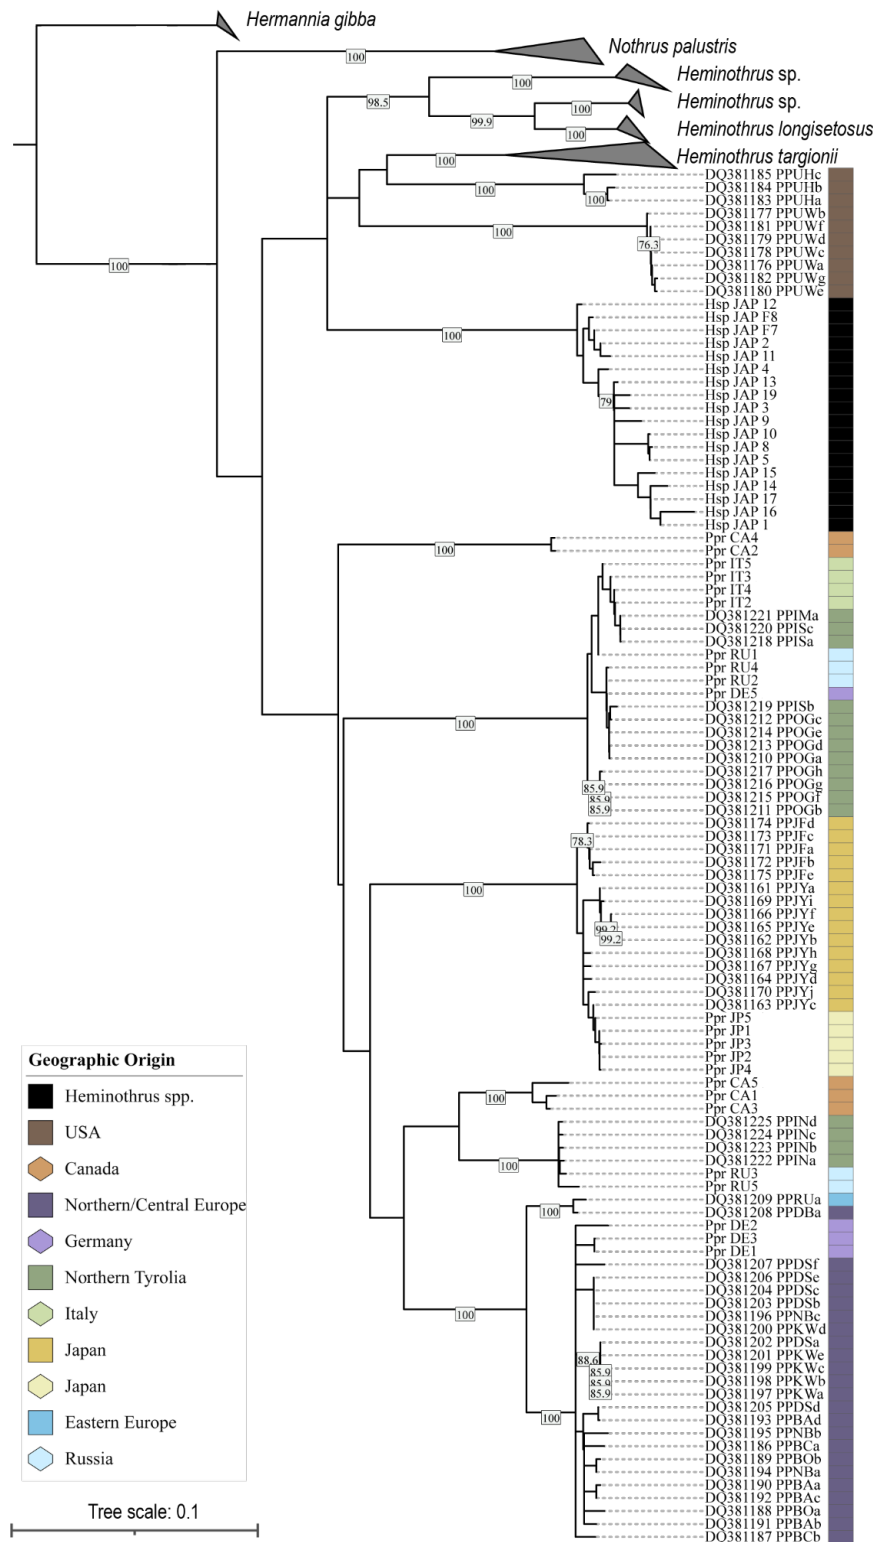 Hermannia gibba
Nothrus palustris
100
Heminothrus sp.
100
98.5
Heminothrus sp.
100
99.9
Heminothrus longisetosus
100
Heminothrus targionii
100
DQ381185 PPUHc
DQ381184 PPUHb
100
DQ381183 PPUHa
100
DQ381177 PPUWb
DQ381181 PPUWf
100
DQ381179 PPUWd
76.3
DQ381178 PPUWc
DQ381176 PPUWa
100
DQ381182 PPUWg
DQ381180 PPUWe
Hsp JAP 12
Hsp JAP F8
Hsp JAP F7
100
Hsp JAP 2
Hsp JAP 11
Hsp JAP 4
Hsp JAP 13
Hsp JAP 19
79
Hsp JAP 3
Hsp JAP 9
Hsp JAP 10
Hsp JAP 8
Hsp JAP 5
Hsp JAP 15
Hsp JAP 14
Hsp JAP 17
Hsp JAP 16
Hsp JAP 1
Ppr CA4
100
Ppr CA2
Ppr IT5
Ppr IT3
Ppr IT4
Ppr IT2
DQ381221 PPIMa
DQ381220 PPISc
DQ381218 PPISa
Ppr RU1
Ppr RU4
Ppr RU2
Ppr DE5
DQ381219 PPISb
DQ381212 PPOGc
100
DQ381214 PPOGe
DQ381213 PPOGd
DQ381210 PPOGa
DQ381217 PPOGh
DQ381216 PPOGg
85.9
DQ381215 PPOGf
85.9
DQ381211 PPOGb
85.9
DQ381174 PPJFd
DQ381173 PPJFc
78.3
DQ381171 PPJFa
DQ381172 PPJFb
DQ381175 PPJFe
DQ381161 PPJYa
100
DQ381169 PPJYi
DQ381166 PPJYf
DQ381165 PPJYe
99.2
DQ381162 PPJYb
99.2
DQ381168 PPJYh
DQ381167 PPJYg
DQ381164 PPJYd
DQ381170 PPJYj
DQ381163 PPJYc
Ppr JP5
Ppr JP1
Ppr JP3
Ppr JP2
Ppr JP4
Ppr CA5
Ppr CA1
100
Ppr CA3
DQ381225 PPINd
DQ381224 PPINc
DQ381223 PPINb
DQ381222 PPINa
100
Ppr RU3
Ppr RU5
DQ381209 PPRUa
DQ381208 PPDBa
100
Ppr DE2
Ppr DE3
Ppr DE1
DQ381207 PPDSf
DQ381206 PPDSe
DQ381204 PPDSc
DQ381203 PPDSb
DQ381196 PPNBc
100
DQ381200 PPKWd
DQ381202 PPDSa
DQ381201 PPKWe
88.6
DQ381199 PPKWc
85.9
DQ381198 PPKWb
85.9
DQ381197 PPKWa
85.9
DQ381205 PPDSd
DQ381193 PPBAd
100
DQ381195 PPNBb
DQ381186 PPBCa
DQ381189 PPBOb
DQ381194 PPNBa
DQ381190 PPBAa
DQ381192 PPBAc
DQ381188 PPBOa
DQ381191 PPBAb
DQ381187 PPBCb
Geographic Origin
Heminothrus spp.
USA
Canada
Northern/Central Europe
Germany
Northern Tyrolia
Italy
Japan
Japan
Eastern Europe
Russia
Tree scale: 0.1